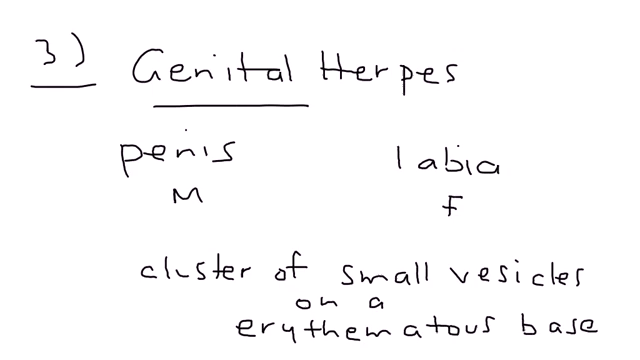 3) Genital Herpes
penis labia
M F
cluster of small vesicles
on a
erythematous base